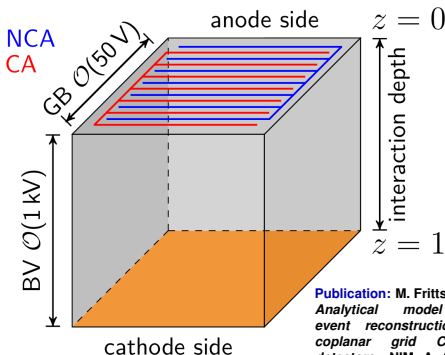 anode side
z = 0
NCA
CA
GB O(50 V)
interaction depth
BV O(1 kV)
z = 1
cathode side
Publication: M. Fritts
Analytical model
event reconstructio
coplanar grid C